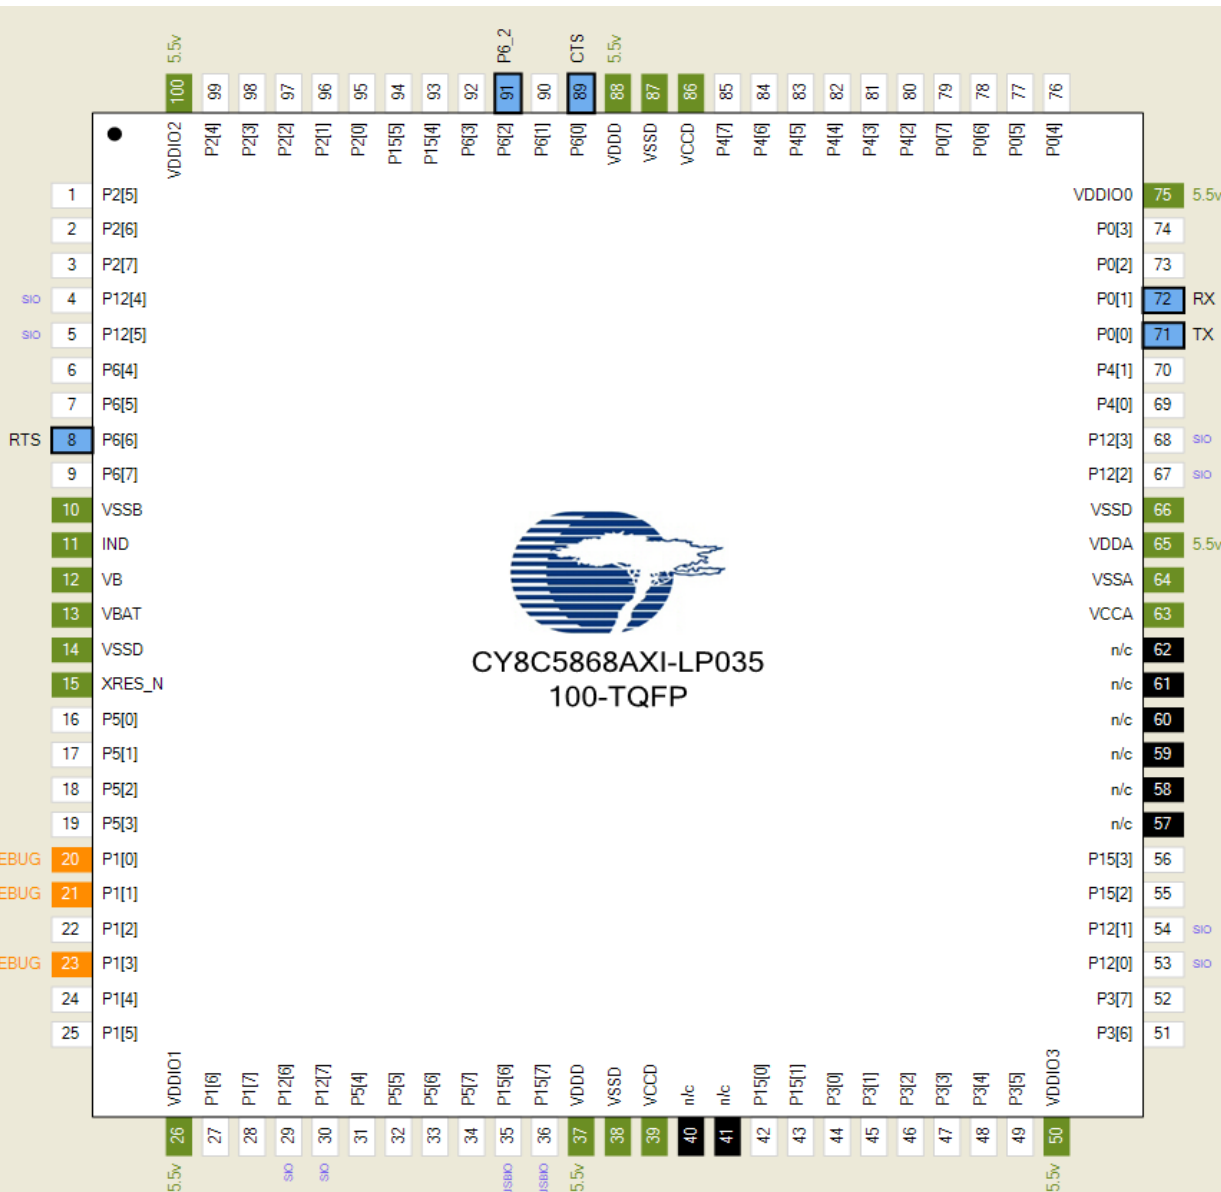 5.5v P6_2 CTS 5.5v
100 99 98 97 96 95 94 93 92 91 90 89 88 87 86 85 84 83 82 81 80 79 78 77 76
VDDIO2 P2[4] P2[3] P2[2] P2[1] P2[0] P15[5] P15[4] P6[3] P6[2] P6[1] P6[0] VDDD VSSD VCCD P4[7] P4[6] P4[5] P4[4] P4[3] P4[2] P0[7] P0[6] P0[5] P0[4]
1 P2[5] VDDIO0 75 5.5v
2 P2[6] P0[3] 74
3 P2[7] P0[2] 73
SIO 4 P12[4] P0[1] 72 RX
SIO 5 P12[5] P0[0] 71 TX
6 P6[4] P4[1] 70
7 P6[5] P4[0] 69
RTS 8 P6[6] P12[3] 68 SIO
9 P6[7] P12[2] 67 SIO
10 VSSB VSSD 66
11 IND VDDA 65 5.5v
12 VB VSSA 64
13 VBAT VCCA 63
14 VSSD n/c 62
CY8C5868AXI-LP035
15 XRES_N n/c 61
100-TQFP
16 P5[0] n/c 60
17 P5[1] n/c 59
18 P5[2] n/c 58
19 P5[3] n/c 57
EBUG 20 P1[0] P15[3] 56
EBUG 21 P1[1] P15[2] 55
22 P1[2] P12[1] 54 SIO
EBUG 23 P1[3] P12[0] 53 SIO
24 P1[4] P3[7] 52
25 P1[5] P3[6] 51
VDDIO1 P1[6] P1[7] P12[6] P12[7] P5[4] P5[5] P5[6] P5[7] P15[6] P15[7] VDDD VSSD VCCD n/c n/c P15[0] P15[1] P3[0] P3[1] P3[2] P3[3] P3[4] P3[5] VDDIO3
26 27 28 29 30 31 32 33 34 35 36 37 38 39 40 41 42 43 44 45 46 47 48 49 50
5.5v SIO SIO SBIO SBIO 5.5v 5.5v